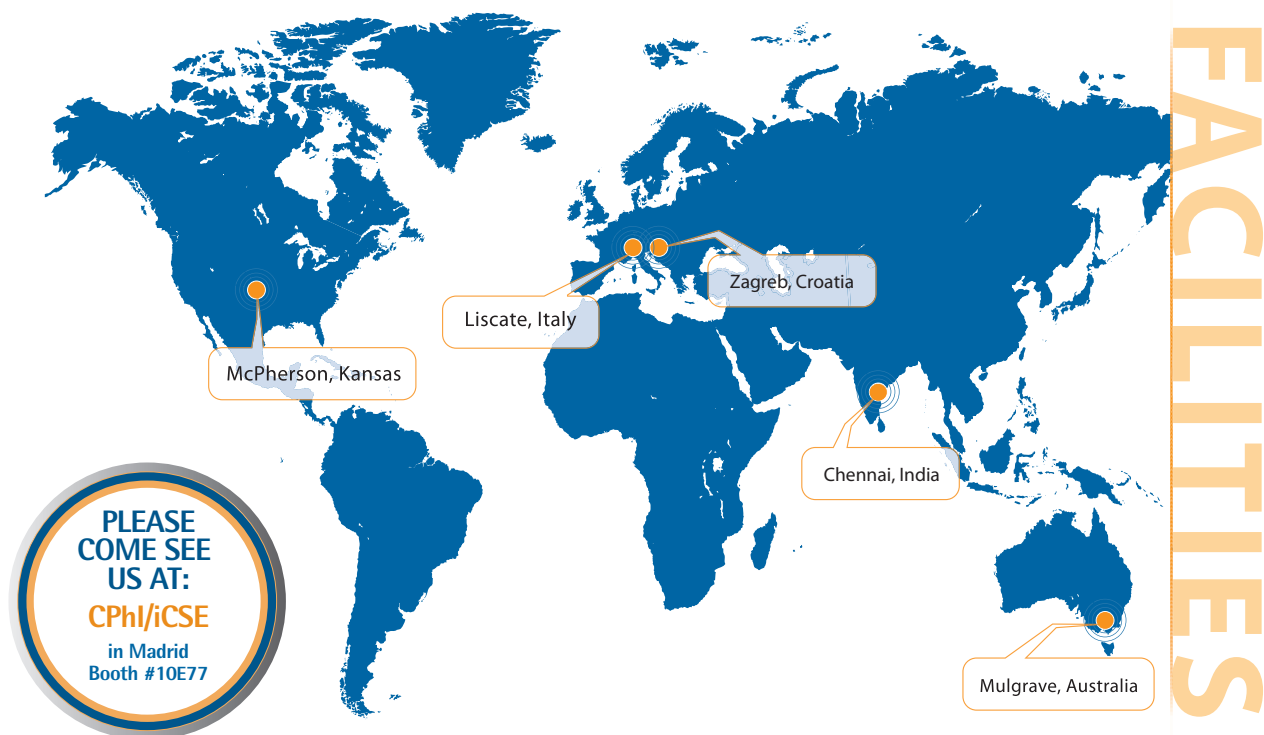 FACILITIES
McPherson, Kansas
Liscate, Italy
Zagreb, Croatia
Chennai, India
Mulgrave, Australia
PLEASE
COME SEE
US AT:
CPhI/iCSE
in Madrid
Booth #10E77